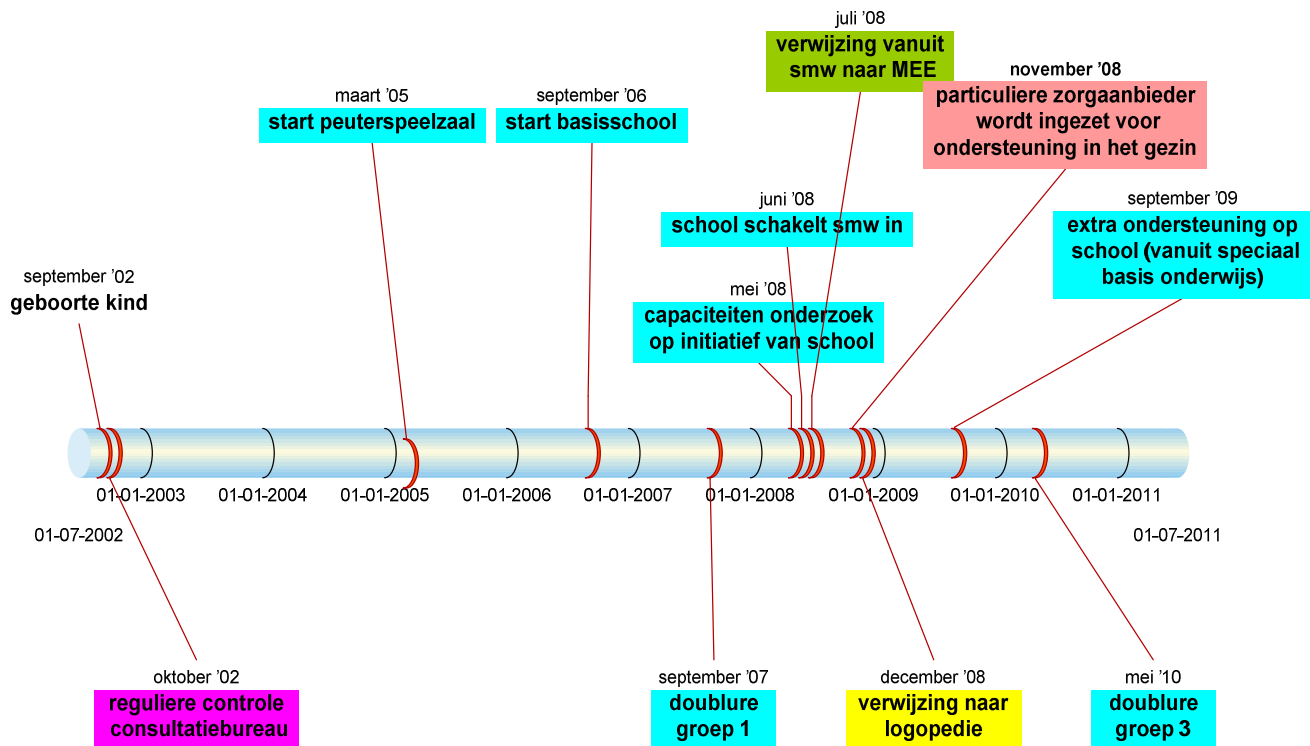 juli ’08
verwijzing vanuit
smw naar MEE
november ’08
particuliere zorgaanbieder
wordt ingezet voor
ondersteuning in het gezin
maart ’05
start peuterspeelzaal
september ’06
start basisschool
juni ’08
school schakelt smw in
september ’09
extra ondersteuning op
school (vanuit speciaal
basis onderwijs)
september ’02
geboorte kind
mei ’08
capaciteiten onderzoek
op initiatief van school
01-01-2003
01-01-2004
01-01-2005
01-01-2006
01-01-2007
01-01-2008
01-01-2009
01-01-2010
01-01-2011
01-07-2002
01-07-2011
oktober ’02
reguliere controle
consultatiebureau
september ’07
doublure
groep 1
december ’08
verwijzing naar
logopedie
mei ’10
doublure
groep 3